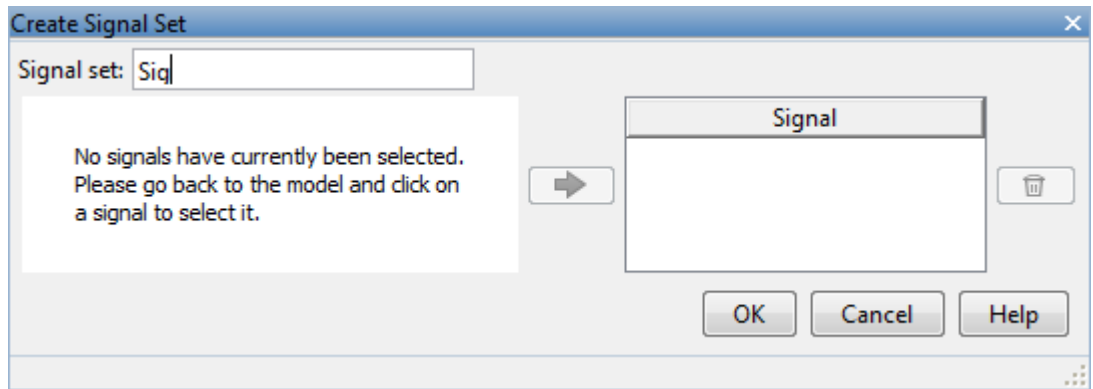 Create Signal Set
Signal set: Sig
No signals have currently been selected.
Please go back to the model and click on
a signal to select it.
Signal
OK Cancel Help